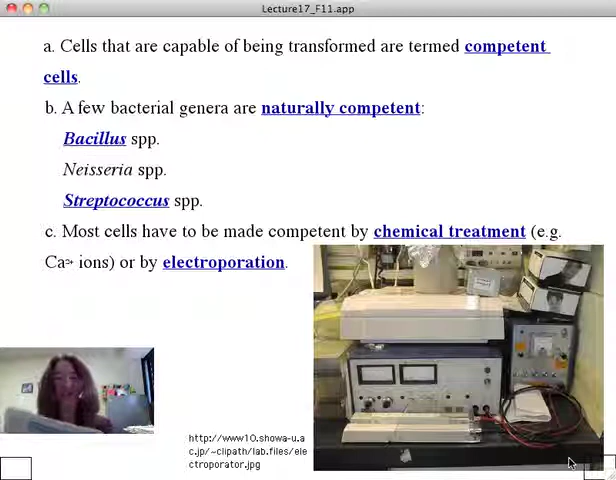 Lecture17_F11.app
a. Cells that are capable of being transformed are termed competent
cells.
b. A few bacterial genera are naturally competent:
Bacillus spp.
Neisseria spp.
Streptococcus spp.
c. Most cells have to be made competent by chemical treatment (e.g.
Ca²⁺ ions) or by electroporation.
http://www10.showa-u.a
c.jp/~clipath/lab.files/ele
ctroporator.jpg